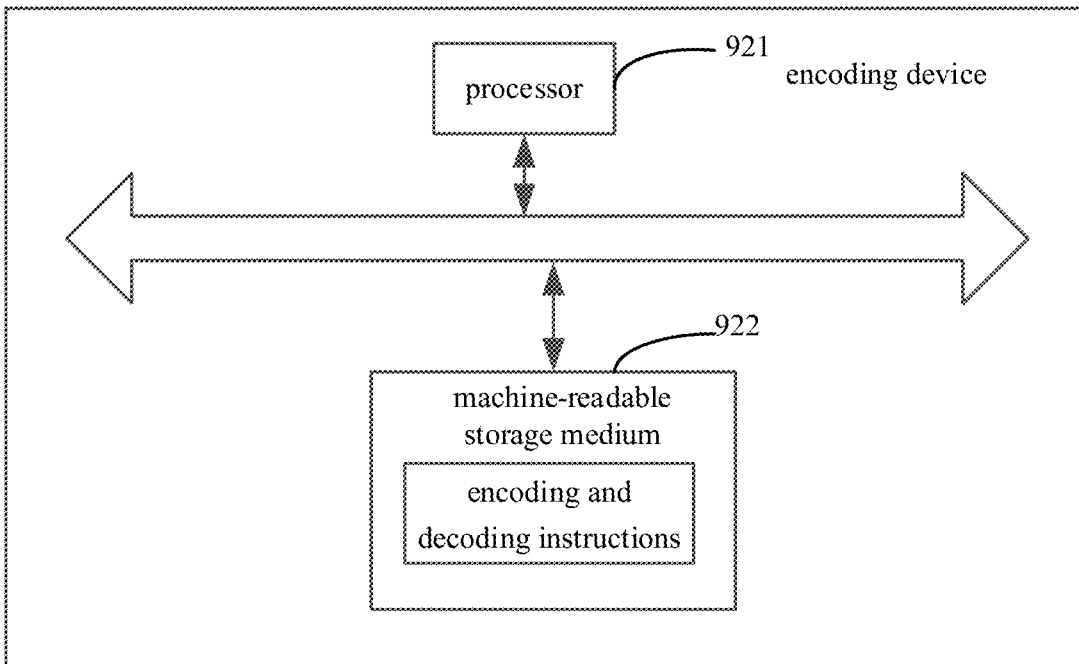 921
processor
encoding device
922
machine-readable
storage medium
encoding and
decoding instructions